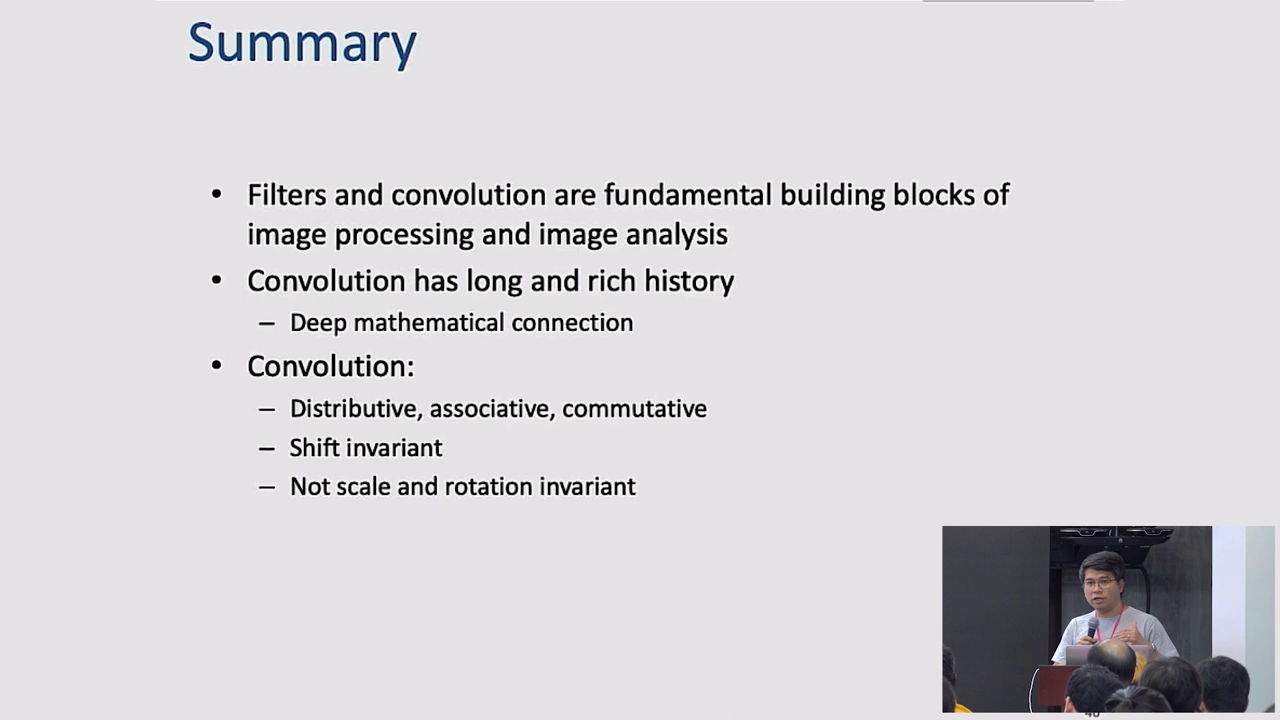 Summary
• Filters and convolution are fundamental building blocks of
image processing and image analysis
• Convolution has long and rich history
– Deep mathematical connection
• Convolution:
– Distributive, associative, commutative
– Shift invariant
– Not scale and rotation invariant